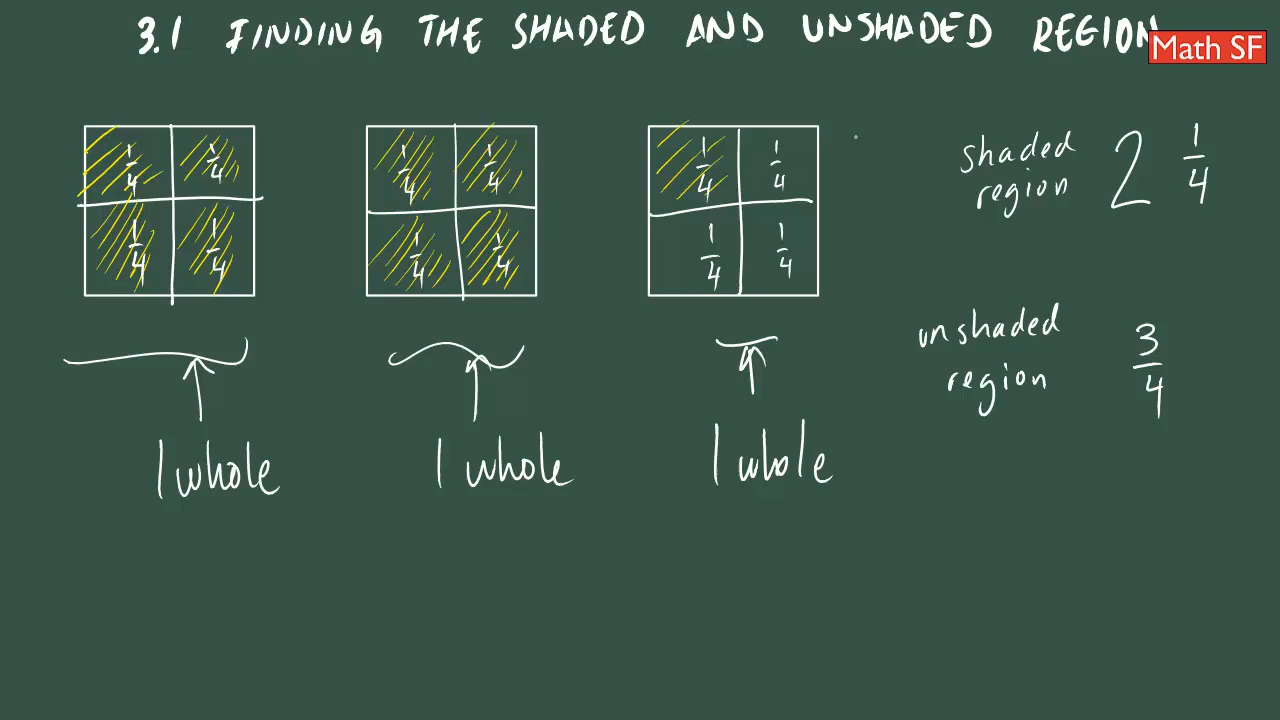 3.1 FINDING THE SHADED AND UNSHADED REGION
Math SF
1/4 1/4 1/4 1/4 1/4 1/4
1/4 1/4 1/4 1/4 1/4 1/4
shaded region 2 1/4
unshaded region 3/4
1 whole 1 whole 1 whole